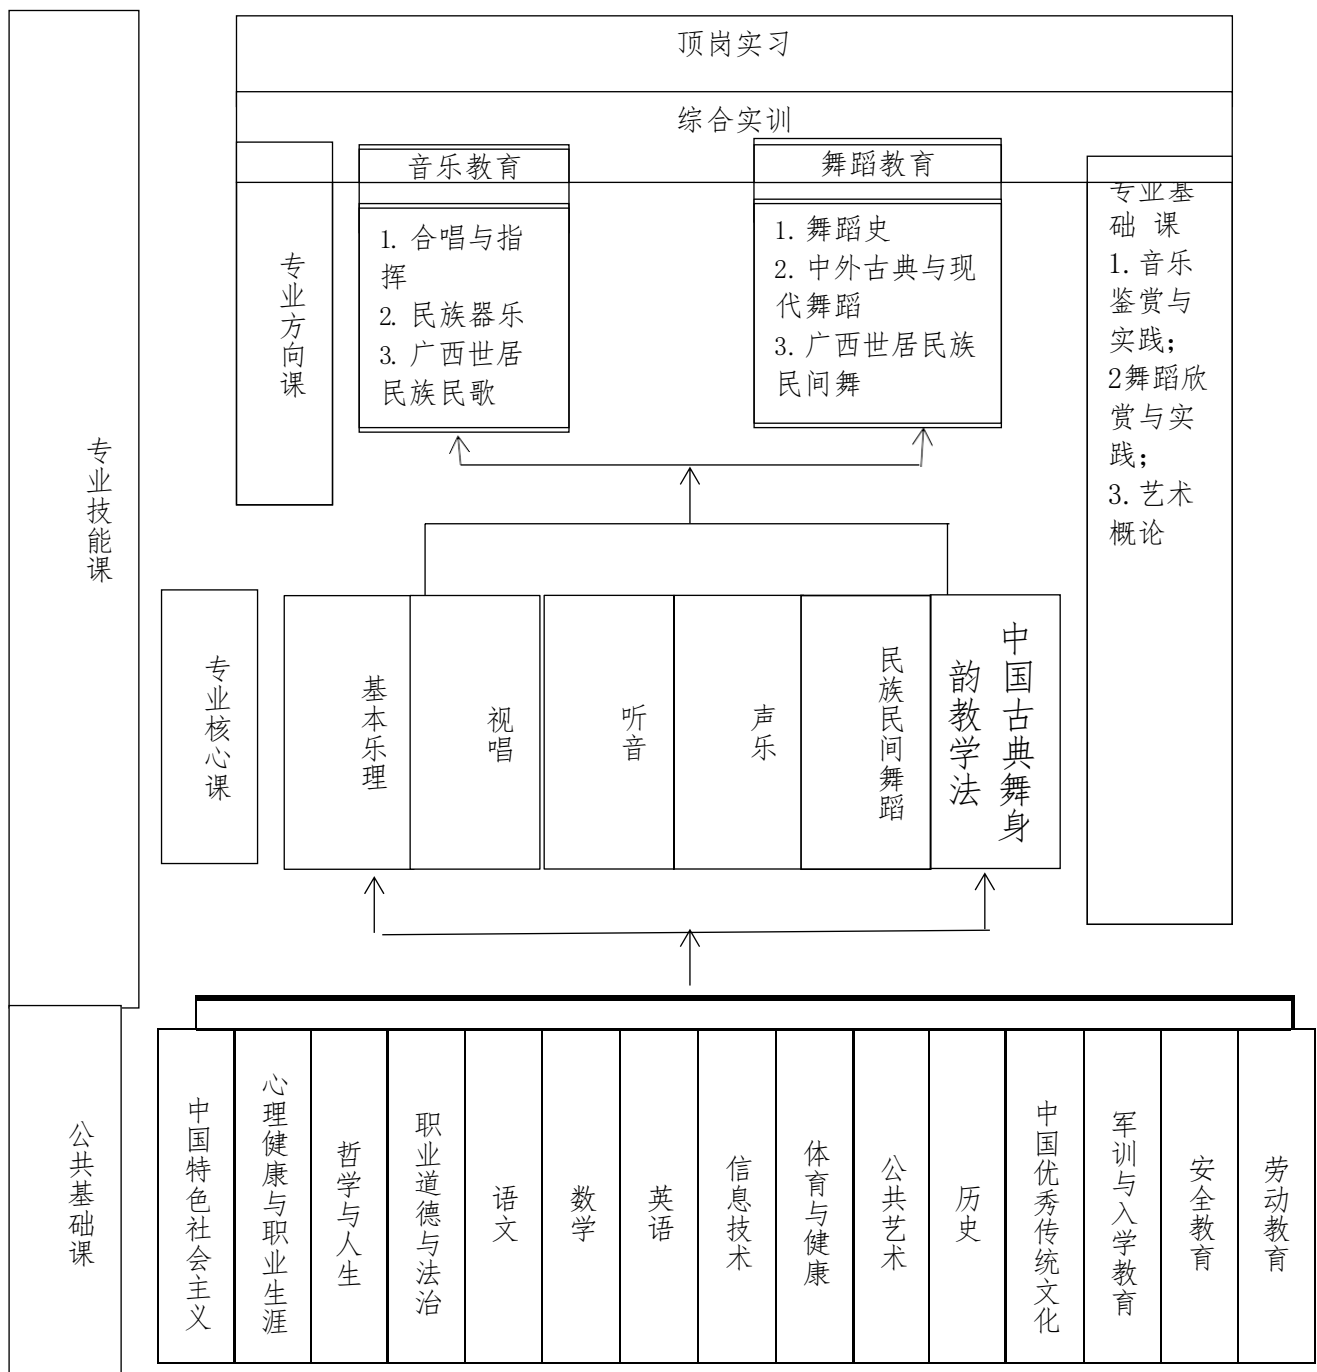 顶岗实习
综合实训
音乐教育
舞蹈教育
专业技能课
专业方向课
1. 合唱与指
挥
2. 民族器乐
3. 广西世居
民族民歌
1. 舞蹈史
2. 中外古典与现
代舞蹈
3. 广西世居民族
民间舞
专业基
础 课
1. 音乐
鉴赏与
实践；
2舞蹈欣
赏与实
践；
3. 艺术
概论
专业核心课
基本乐理
视唱
听音
声乐
民族民间舞蹈
中国古典舞身
韵教学法
公共基础课
中国特色社会主义
心理健康与职业生涯
哲学与人生
职业道德与法治
语文
数学
英语
信息技术
体育与健康
公共艺术
历史
中国优秀传统文化
军训与入学教育
安全教育
劳动教育